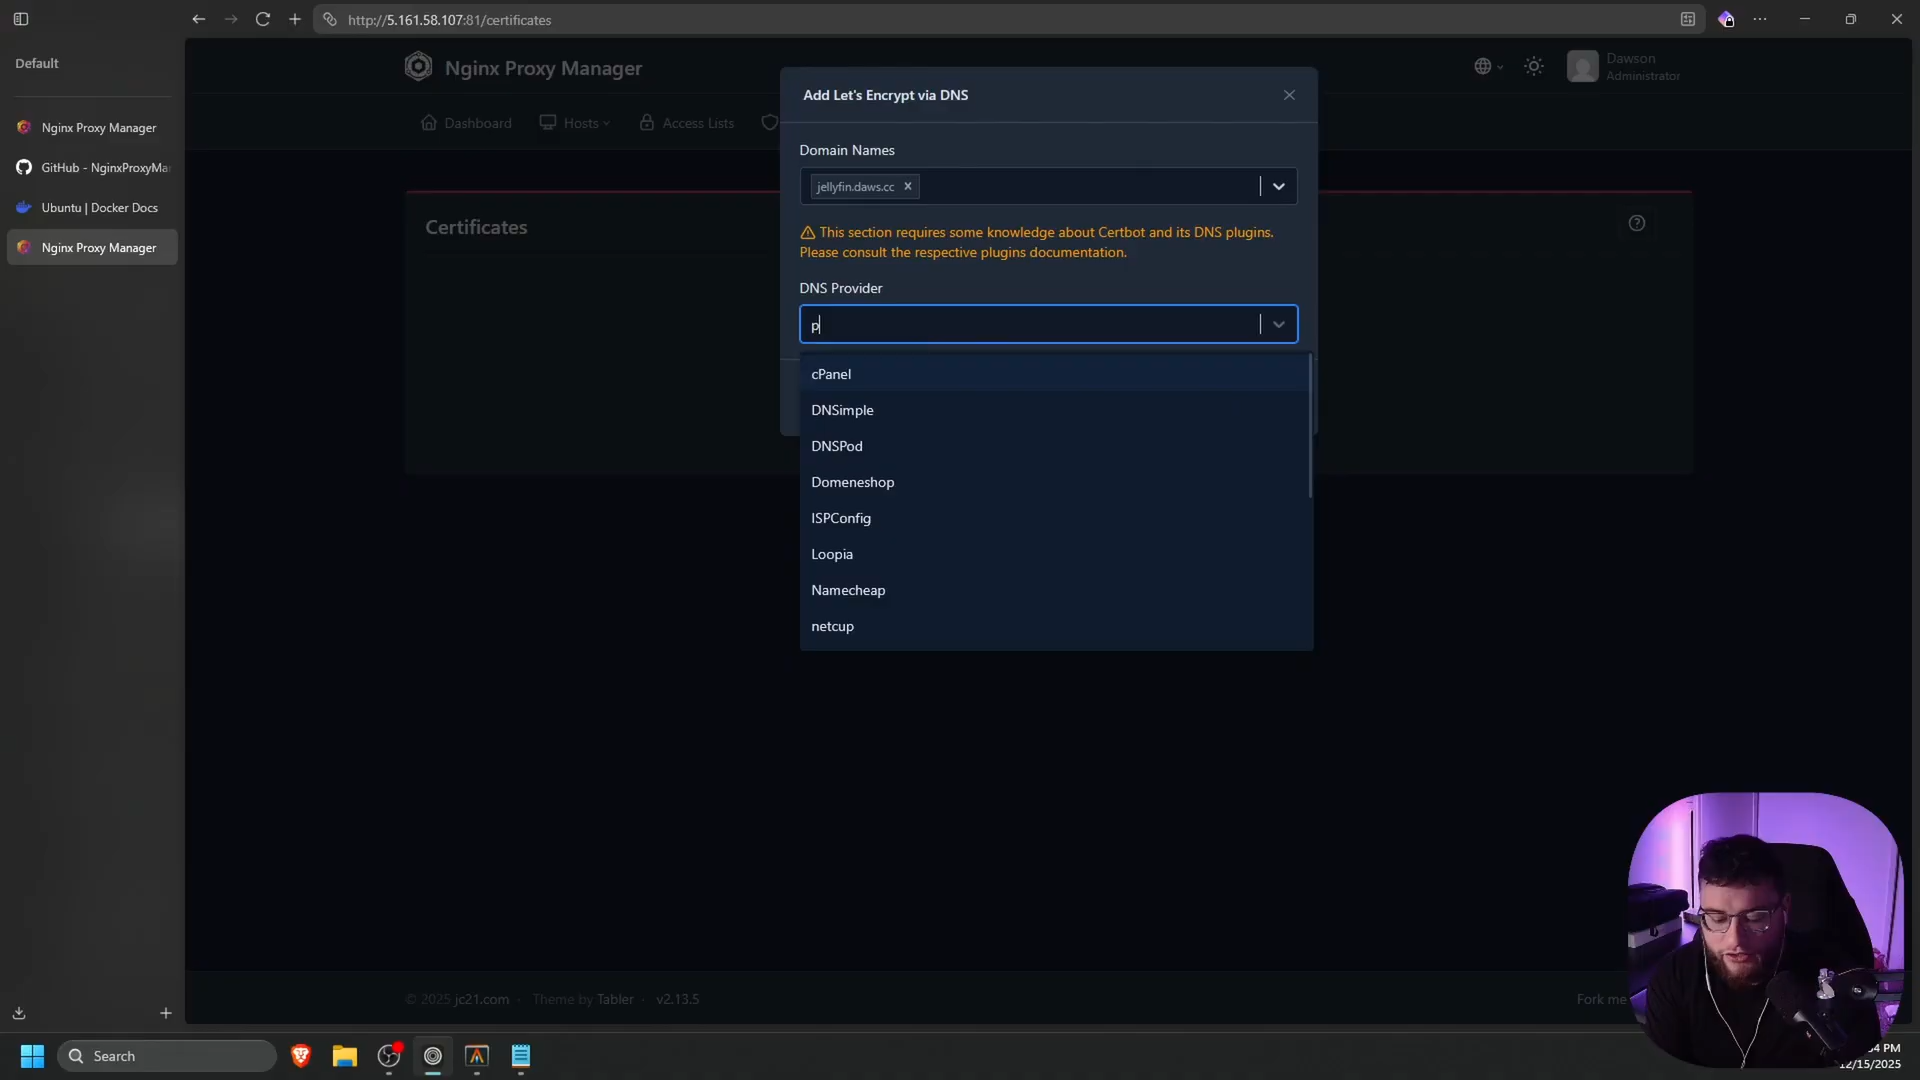 http://5.161.58.107:81/certificates
Default
Nginx Proxy Manager
GitHub - NginxProxyMa
Ubuntu | Docker Docs
Nginx Proxy Manager
Nginx Proxy Manager
Dawson
Administrator
Dashboard
Hosts
Access Lists
Certificates
Add Let's Encrypt via DNS
Domain Names
jellyfin.daws.cc
This section requires some knowledge about Certbot and its DNS plugins.
Please consult the respective plugins documentation.
DNS Provider
p
cPanel
DNSimple
DNSPod
Domeneshop
ISPConfig
Loopia
Namecheap
netcup
© 2025 jc21.com · Theme by Tabler · v2.13.5
Fork me
Search
4 PM
12/15/2025